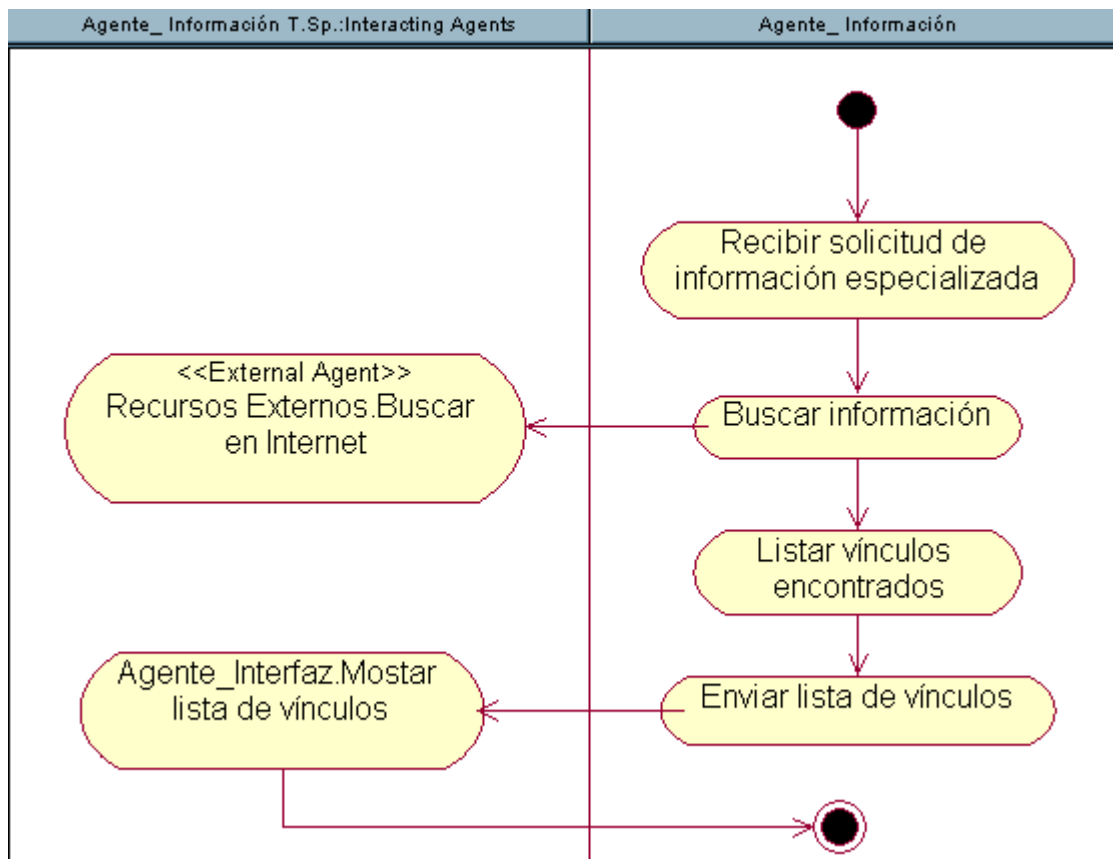 Agente_ Información T.Sp.:Interacting Agents
Agente_ Información
Recibir solicitud de
información especializada
<<External Agent>>
Recursos Externos.Buscar
en Internet
Buscar información
Listar vínculos
encontrados
Agente_Interfaz.Mostar
lista de vínculos
Enviar lista de vínculos